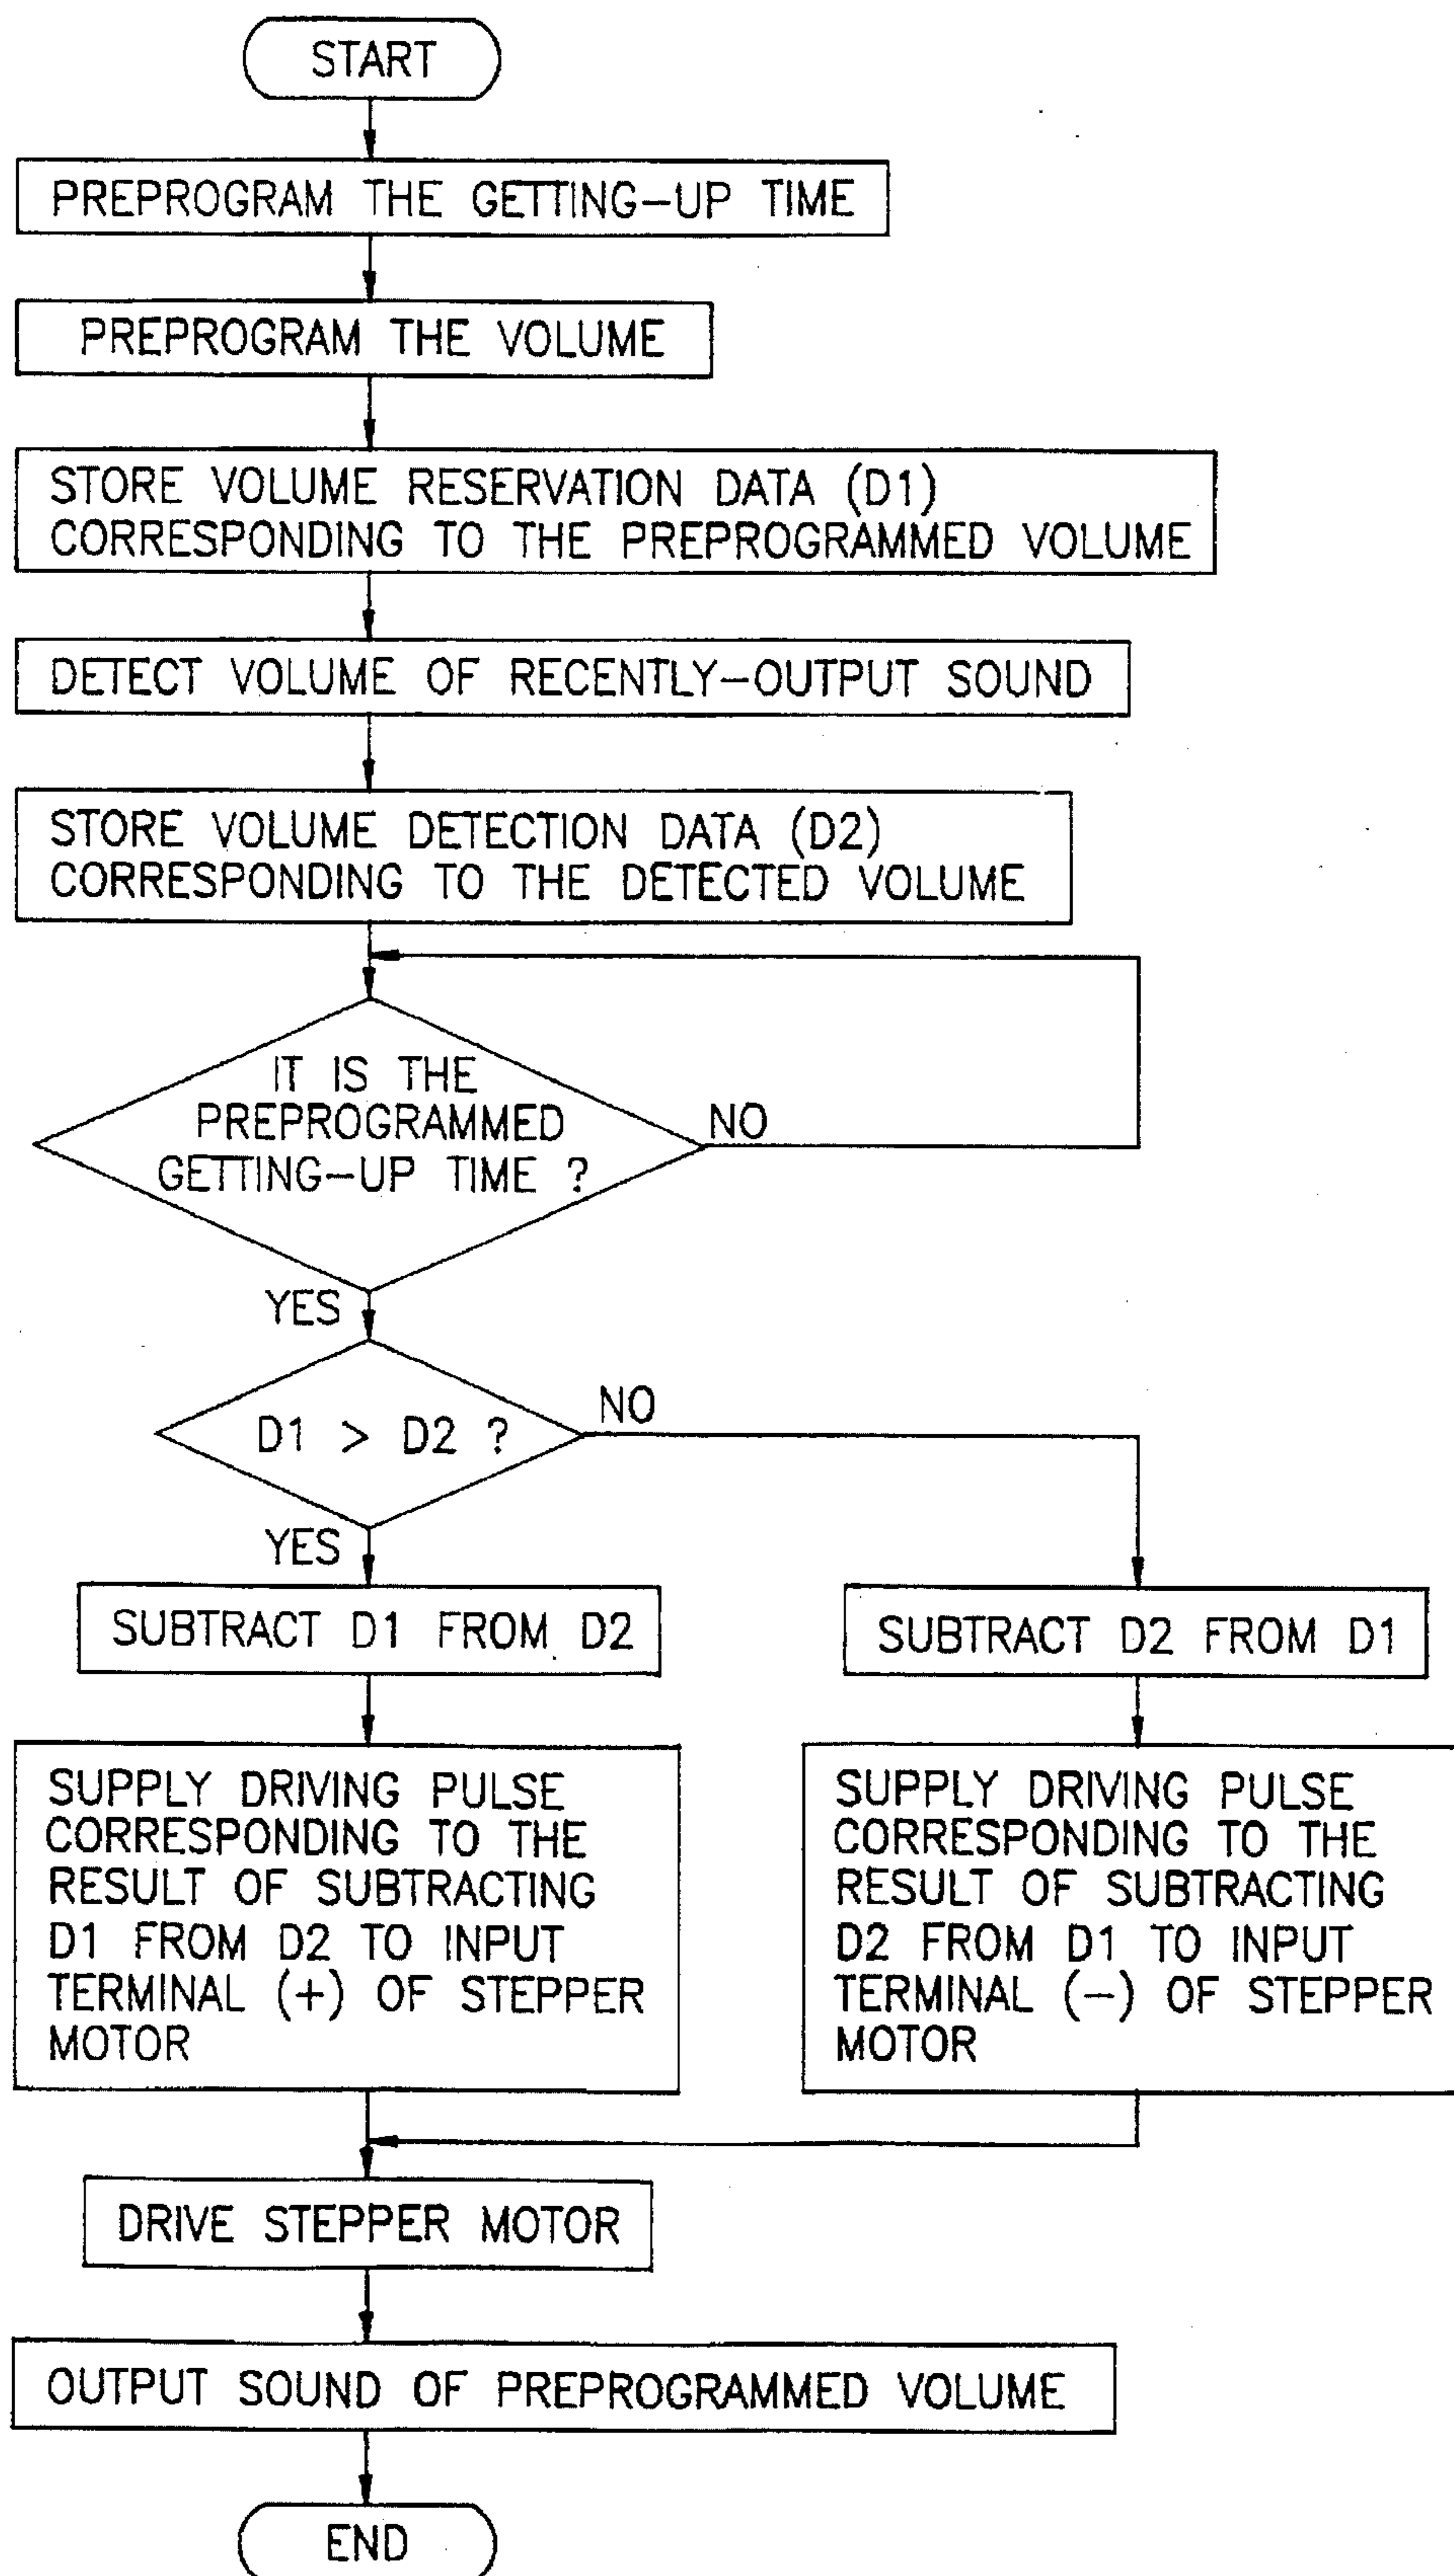 START
PREPROGRAM THE GETTING-UP TIME
PREPROGRAM THE VOLUME
STORE VOLUME RESERVATION DATA (D1)
CORRESPONDING TO THE PREPROGRAMMED VOLUME
DETECT VOLUME OF RECENTLY-OUTPUT SOUND
STORE VOLUME DETECTION DATA (D2)
CORRESPONDING TO THE DETECTED VOLUME
IT IS THE
PREPROGRAMMED
GETTING-UP TIME ?
NO
YES
D1 > D2 ?
NO
YES
SUBTRACT D1 FROM D2
SUBTRACT D2 FROM D1
SUPPLY DRIVING PULSE
CORRESPONDING TO THE
RESULT OF SUBTRACTING
D1 FROM D2 TO INPUT
TERMINAL (+) OF STEPPER
MOTOR
SUPPLY DRIVING PULSE
CORRESPONDING TO THE
RESULT OF SUBTRACTING
D2 FROM D1 TO INPUT
TERMINAL (-) OF STEPPER
MOTOR
DRIVE STEPPER MOTOR
OUTPUT SOUND OF PREPROGRAMMED VOLUME
END